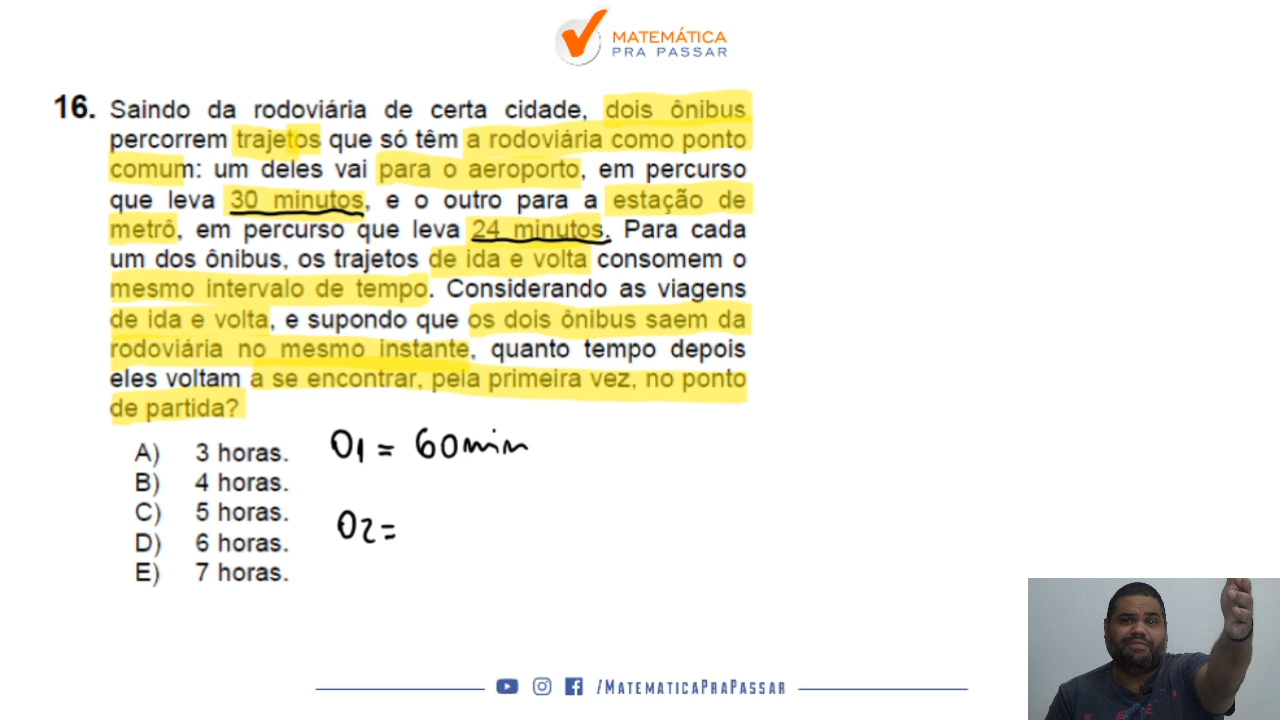 MATEMÁTICA
PRA PASSAR
16. Saindo da rodoviária de certa cidade, dois ônibus
percorrem trajetos que só têm a rodoviária como ponto
comum: um deles vai para o aeroporto, em percurso
que leva 30 minutos, e o outro para a estação de
metrô, em percurso que leva 24 minutos. Para cada
um dos ônibus, os trajetos de ida e volta consomem o
mesmo intervalo de tempo. Considerando as viagens
de ida e volta, e supondo que os dois ônibus saem da
rodoviária no mesmo instante, quanto tempo depois
eles voltam a se encontrar, pela primeira vez, no ponto
de partida?
A) 3 horas.
B) 4 horas.
C) 5 horas.
D) 6 horas.
E) 7 horas.
O1 = 60min
O2 =
/MATEMATICAPRAPASSAR